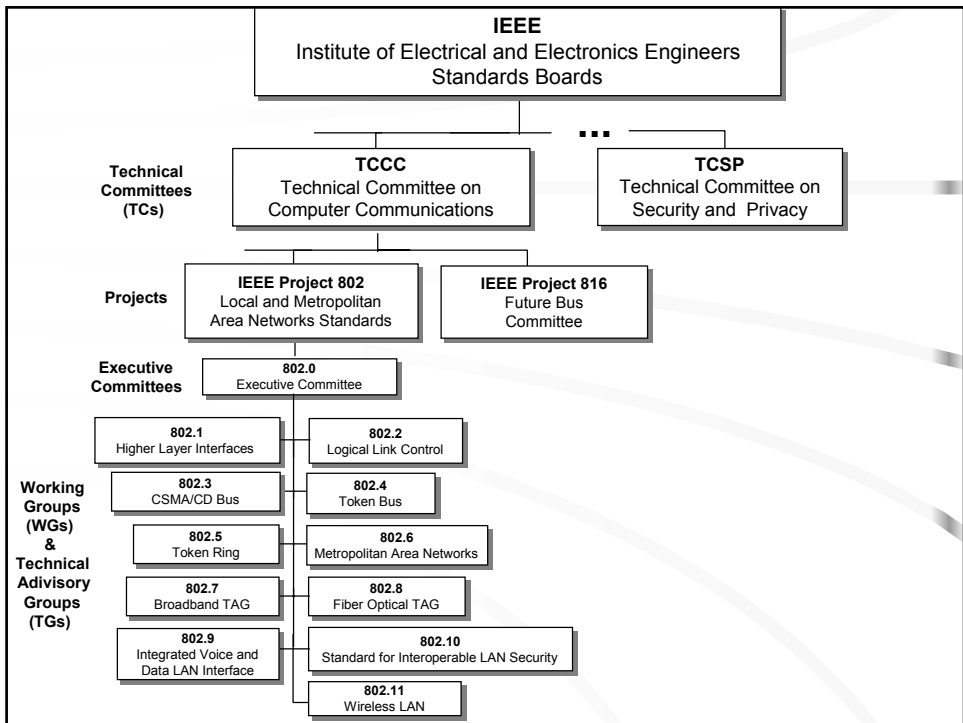 IEEE
Institute of Electrical and Electronics Engineers
Standards Boards
...
Technical
Committees
(TCs)
TCCC
Technical Committee on
Computer Communications
TCSP
Technical Committee on
Security and Privacy
Projects
IEEE Project 802
Local and Metropolitan
Area Networks Standards
IEEE Project 816
Future Bus
Committee
Executive
Committees
802.0
Executive Committee
802.1
Higher Layer Interfaces
802.2
Logical Link Control
Working
Groups
(WGs)
&
Technical
Adivisory
Groups
(TGs)
802.3
CSMA/CD Bus
802.4
Token Bus
802.5
Token Ring
802.6
Metropolitan Area Networks
802.7
Broadband TAG
802.8
Fiber Optical TAG
802.9
Integrated Voice and
Data LAN Interface
802.10
Standard for Interoperable LAN Security
802.11
Wireless LAN